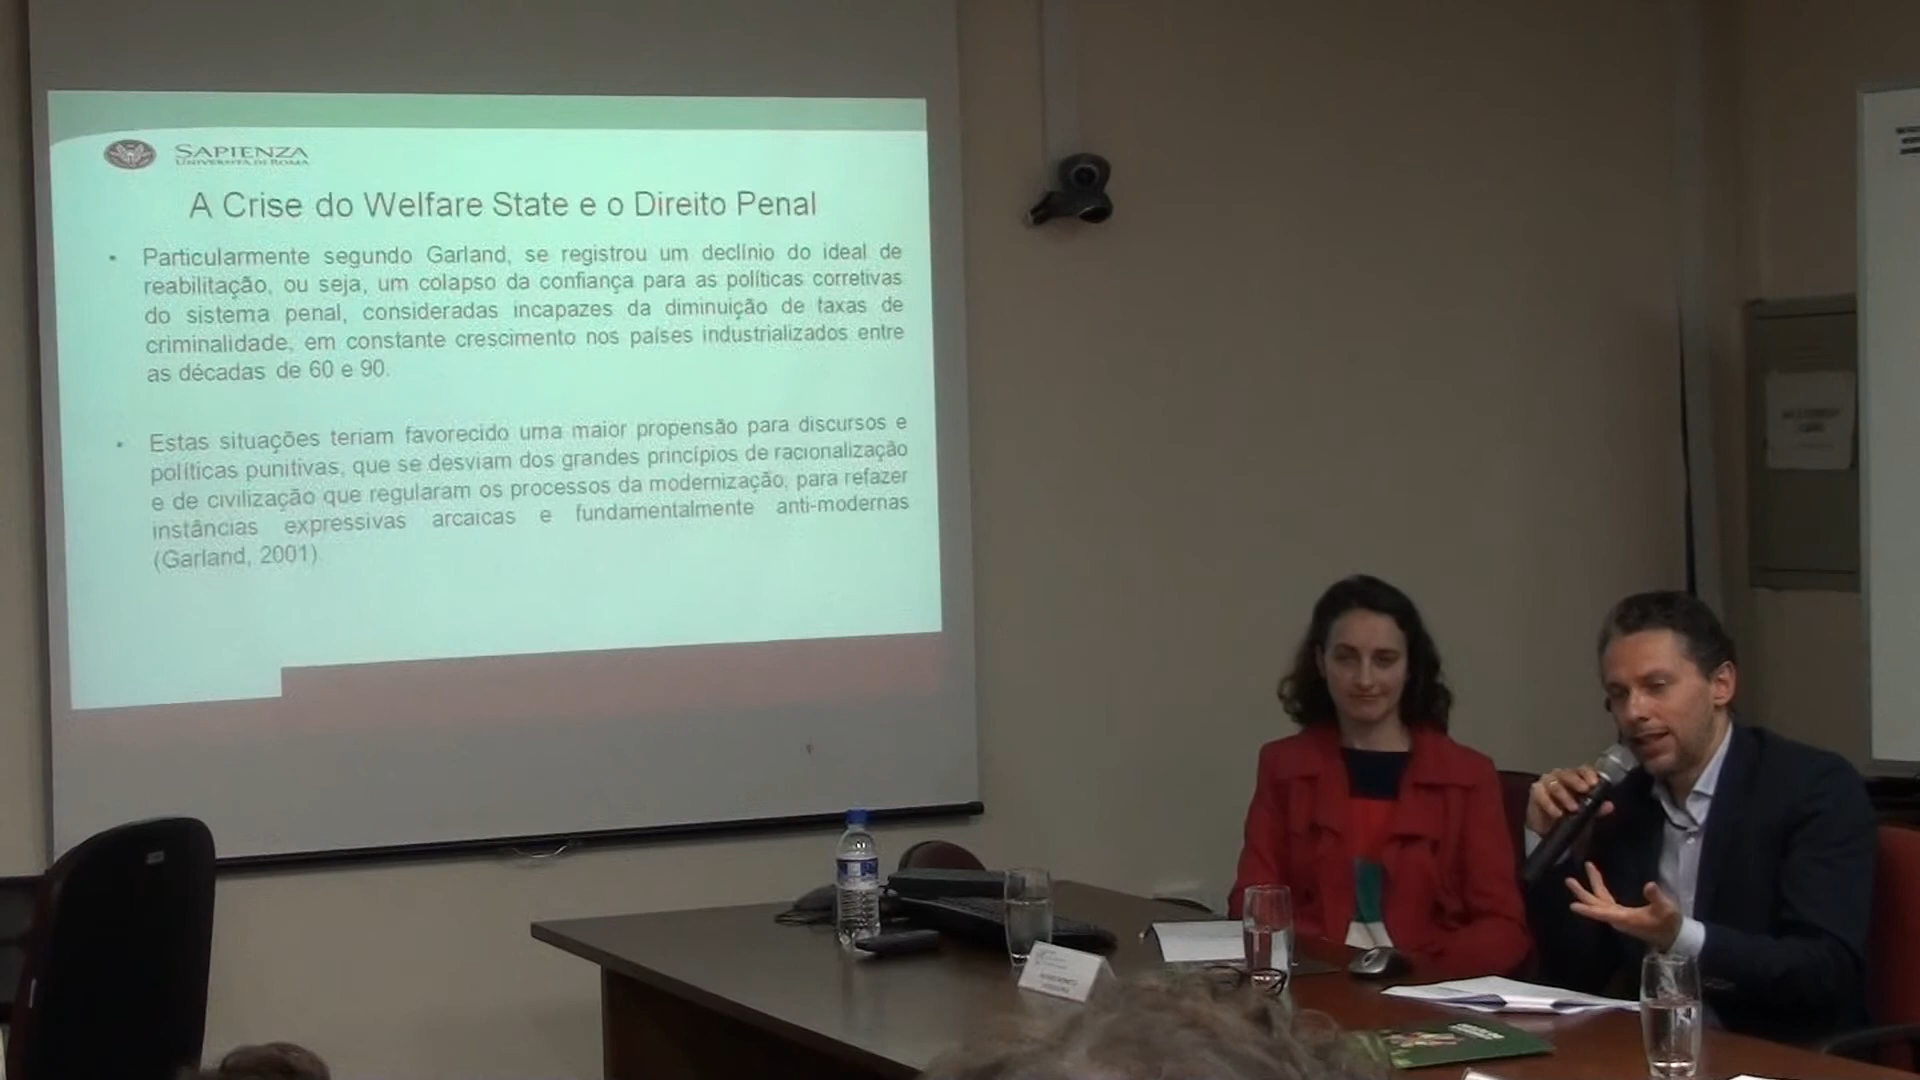 SAPIENZA
UNIVERSITÀ DI ROMA
A Crise do Welfare State e o Direito Penal
• Particularmente segundo Garland, se registrou um declínio do ideal de
reabilitação, ou seja, um colapso da confiança para as políticas corretivas
do sistema penal, consideradas incapazes da diminuição de taxas de
criminalidade, em constante crescimento nos países industrializados entre
as décadas de 60 e 90.
• Estas situações teriam favorecido uma maior propensão para discursos e
políticas punitivas, que se desviam dos grandes princípios de racionalização
e de civilização que regularam os processos da modernização, para refazer
instâncias expressivas arcaicas e fundamentalmente anti-modernas
(Garland, 2001)